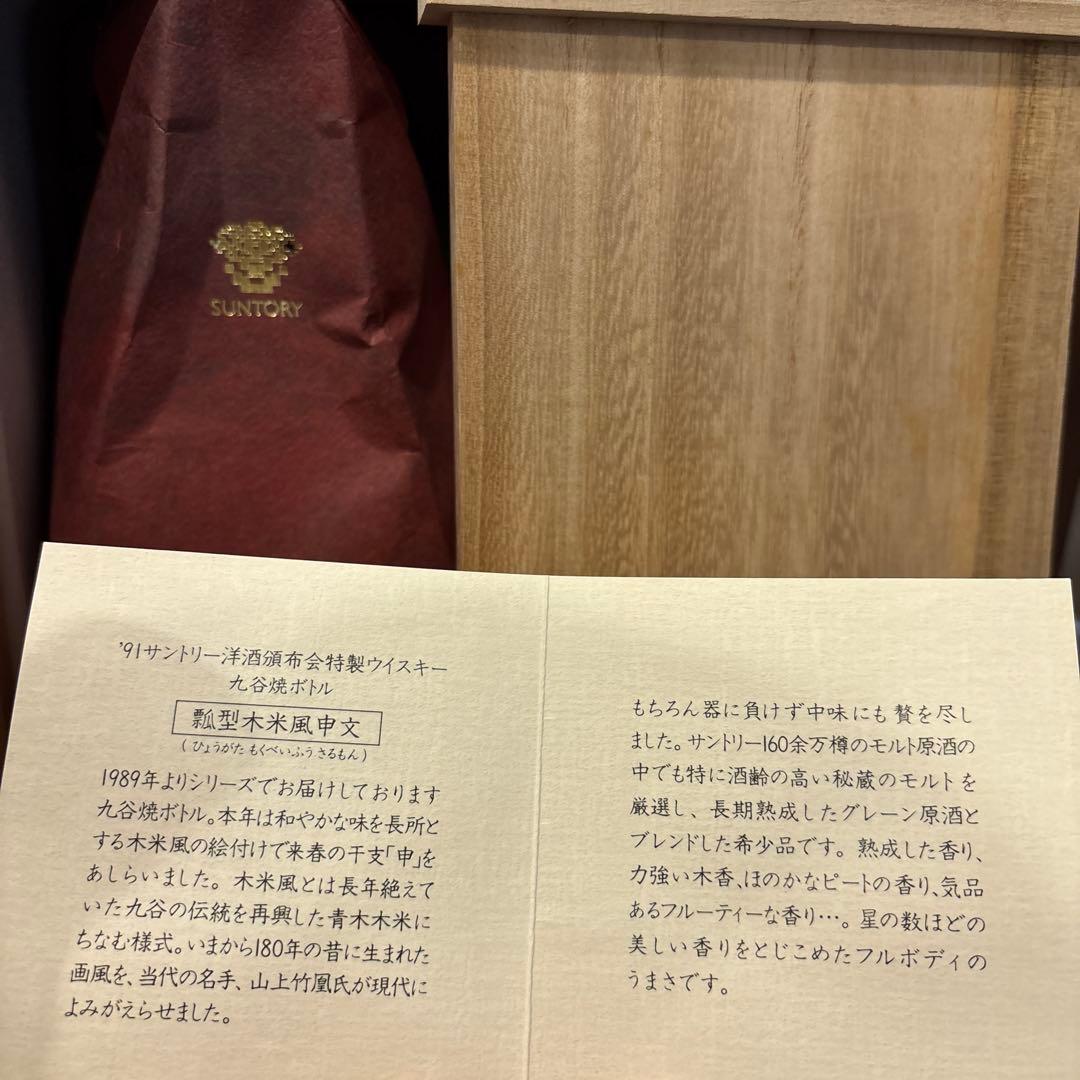 SUNTORY
'91サントリー洋酒頒布会特製ウイスキー
九谷焼ボトル
瓢型木米風申文
(ひょうがた もくべいふう さるもん)
1989年よりシリーズでお届けしております
九谷焼ボトル。本年は和やかな味を長所と
する木米風の絵付けで来春の干支「申」を
あしらいました。木米風とは長年絶えて
いた九谷の伝統を再興した青木木米に
ちなむ様式。いまから180年の昔に生まれた
画風を、当代の名手、山上竹凰氏が現代に
よみがえらせました。
もちろん器に負けず中味にも贅を尽し
ました。サントリー160余万樽のモルト原酒の
中でも特に酒齢の高い秘蔵のモルトを
厳選し、長期熟成したグレーン原酒と
ブレンドした希少品です。熟成した香り、
力強い木香、ほのかなピートの香り、気品
あるフルーティーな香り…。星の数ほどの
美しい香りをとじこめたフルボディの
うまさです。